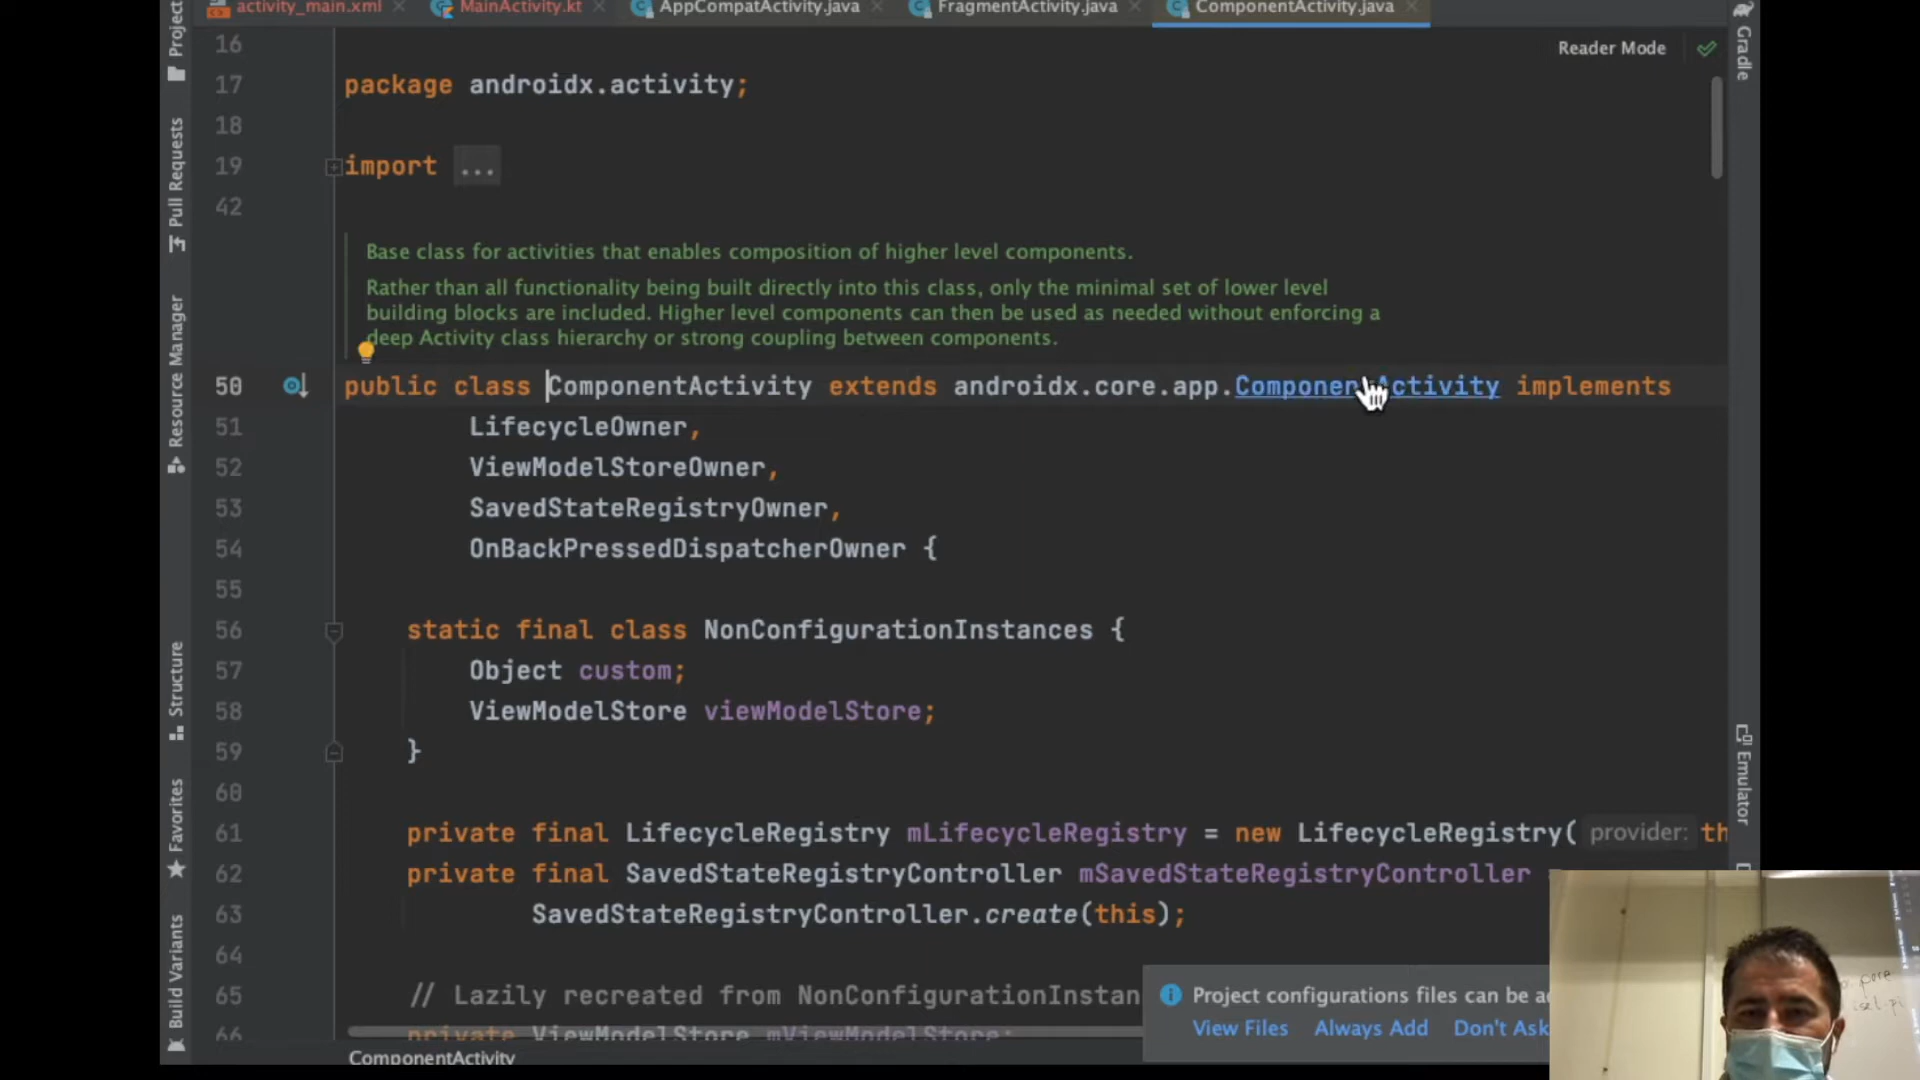 activity_main.xml MainActivity.kt AppCompatActivity.java FragmentActivity.java ComponentActivity.java
Reader Mode
16
17 package androidx.activity;
18
19 import ...
42
Base class for activities that enables composition of higher level components.
Rather than all functionality being built directly into this class, only the minimal set of lower level
building blocks are included. Higher level components can then be used as needed without enforcing a
deep Activity class hierarchy or strong coupling between components.
50 public class ComponentActivity extends androidx.core.app.ComponentActivity implements
51 LifecycleOwner,
52 ViewModelStoreOwner,
53 SavedStateRegistryOwner,
54 OnBackPressedDispatcherOwner {
55
56 static final class NonConfigurationInstances {
57 Object custom;
58 ViewModelStore viewModelStore;
59 }
60
61 private final LifecycleRegistry mLifecycleRegistry = new LifecycleRegistry( provider: th
62 private final SavedStateRegistryController mSavedStateRegistryController
63 SavedStateRegistryController.create(this);
64
65 // Lazily recreated from NonConfigurationInstan
66 private ViewModelStore mViewModelStore;
ComponentActivity
Project configurations files can be a
View Files Always Add Don't Ask
Project
Pull Requests
Resource Manager
Structure
Favorites
Build Variants
Gradle
Emulator